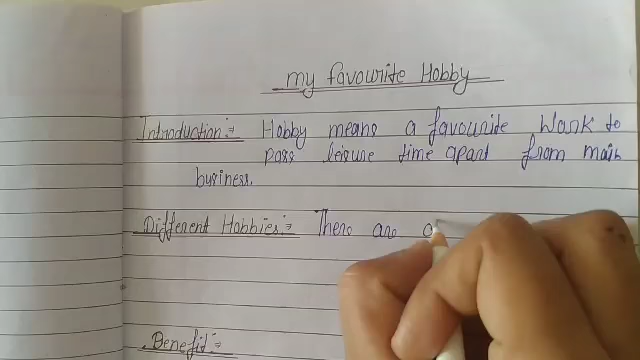 my favourite Hobby
Introduction:- Hobby means a favourite Work to
pass leisure time apart from main
business.
Different Hobbies:- There are
Benefit:-